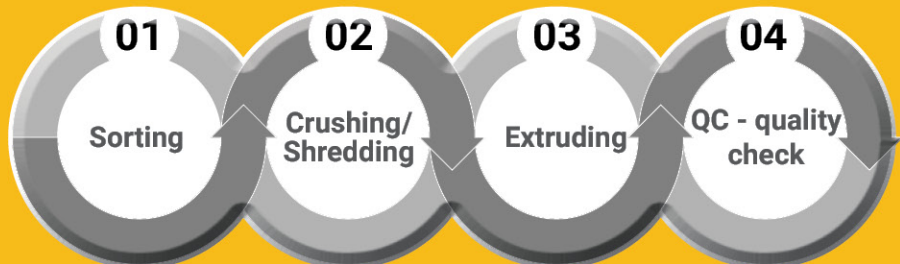 01
Sorting
02
Crushing/
Shredding
03
Extruding
04
QC - quality
check